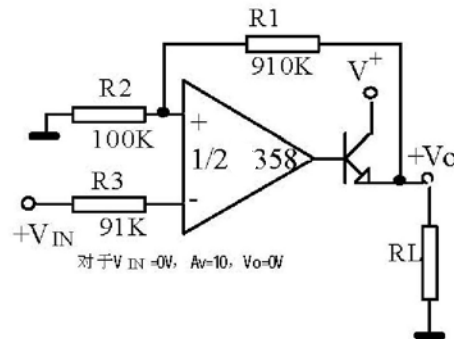 R1
910K
V+
R2
100K
+
1/2 358
+Vo
R3
91K
-
+VIN
RL
对于VIN=0V, Av=10, Vo=0V